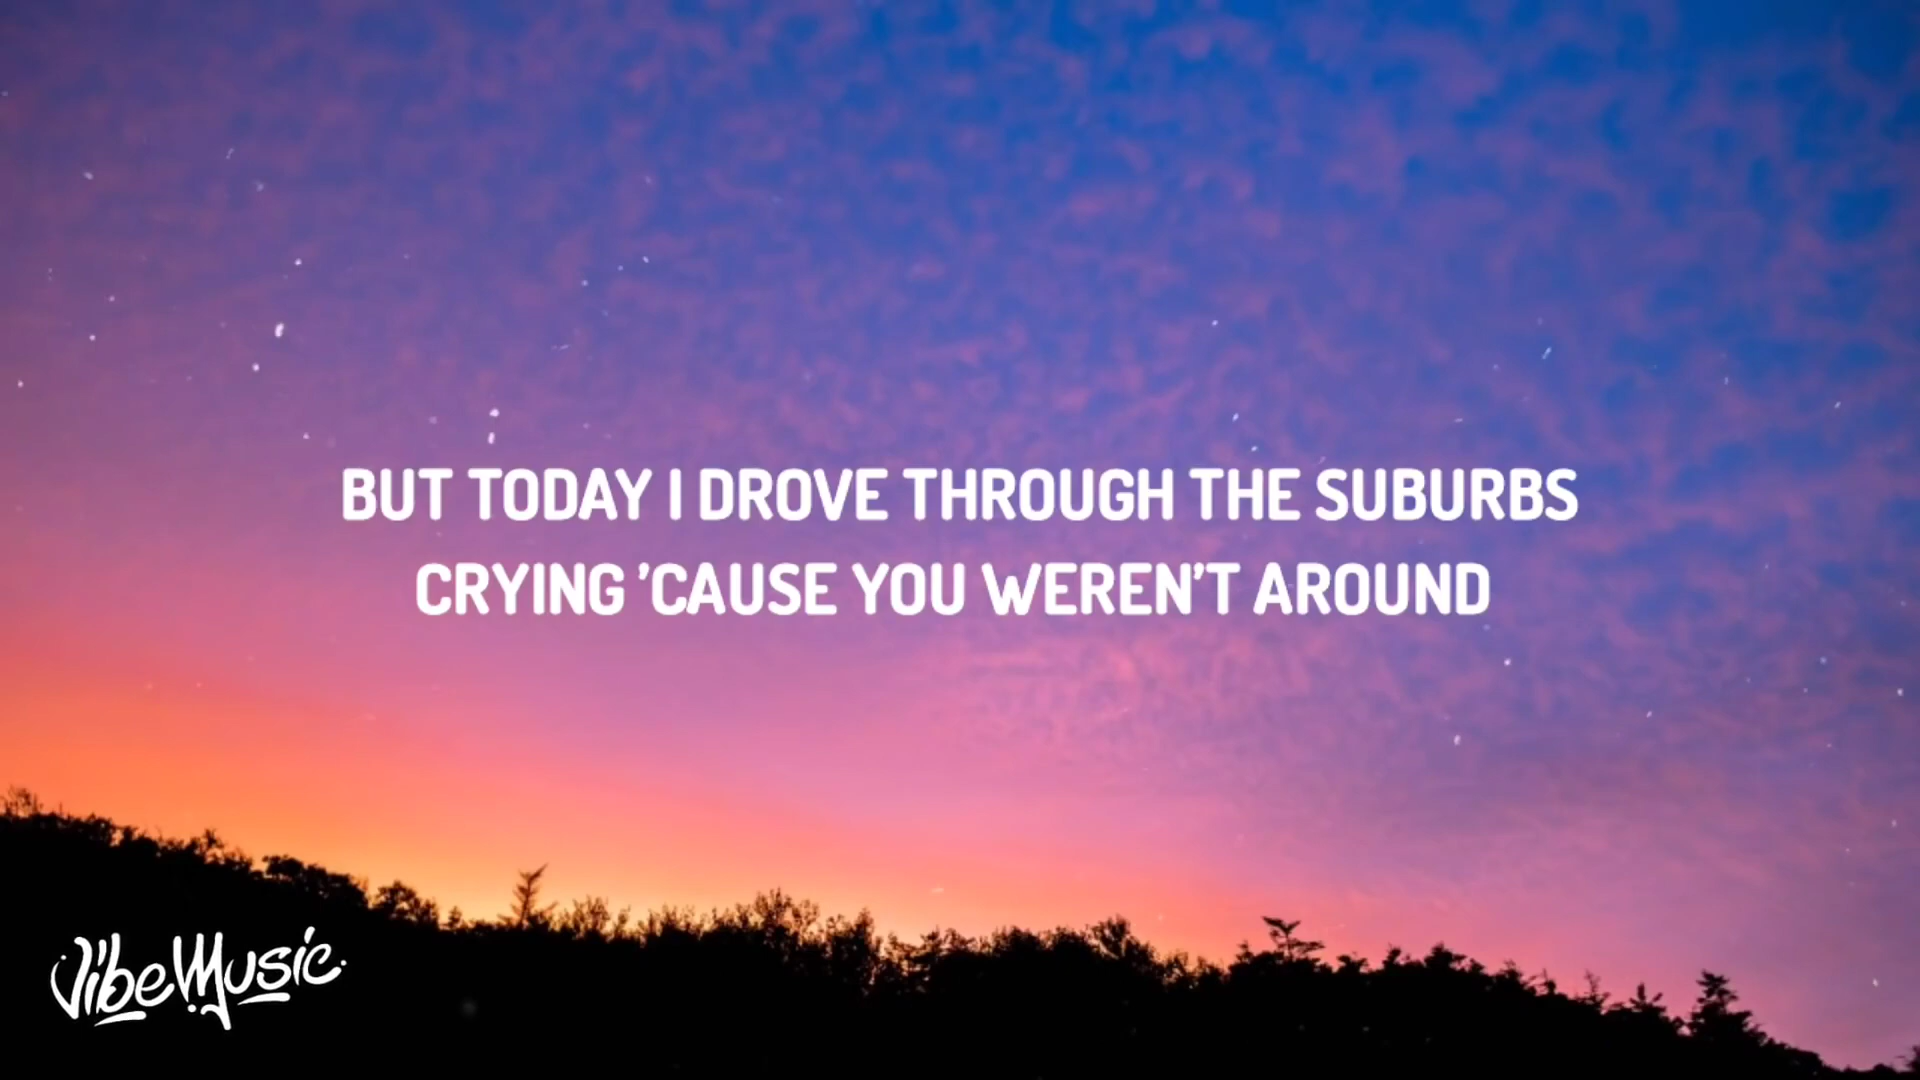 BUT TODAY I DROVE THROUGH THE SUBURBS
CRYING ’CAUSE YOU WEREN’T AROUND
VibeMusic